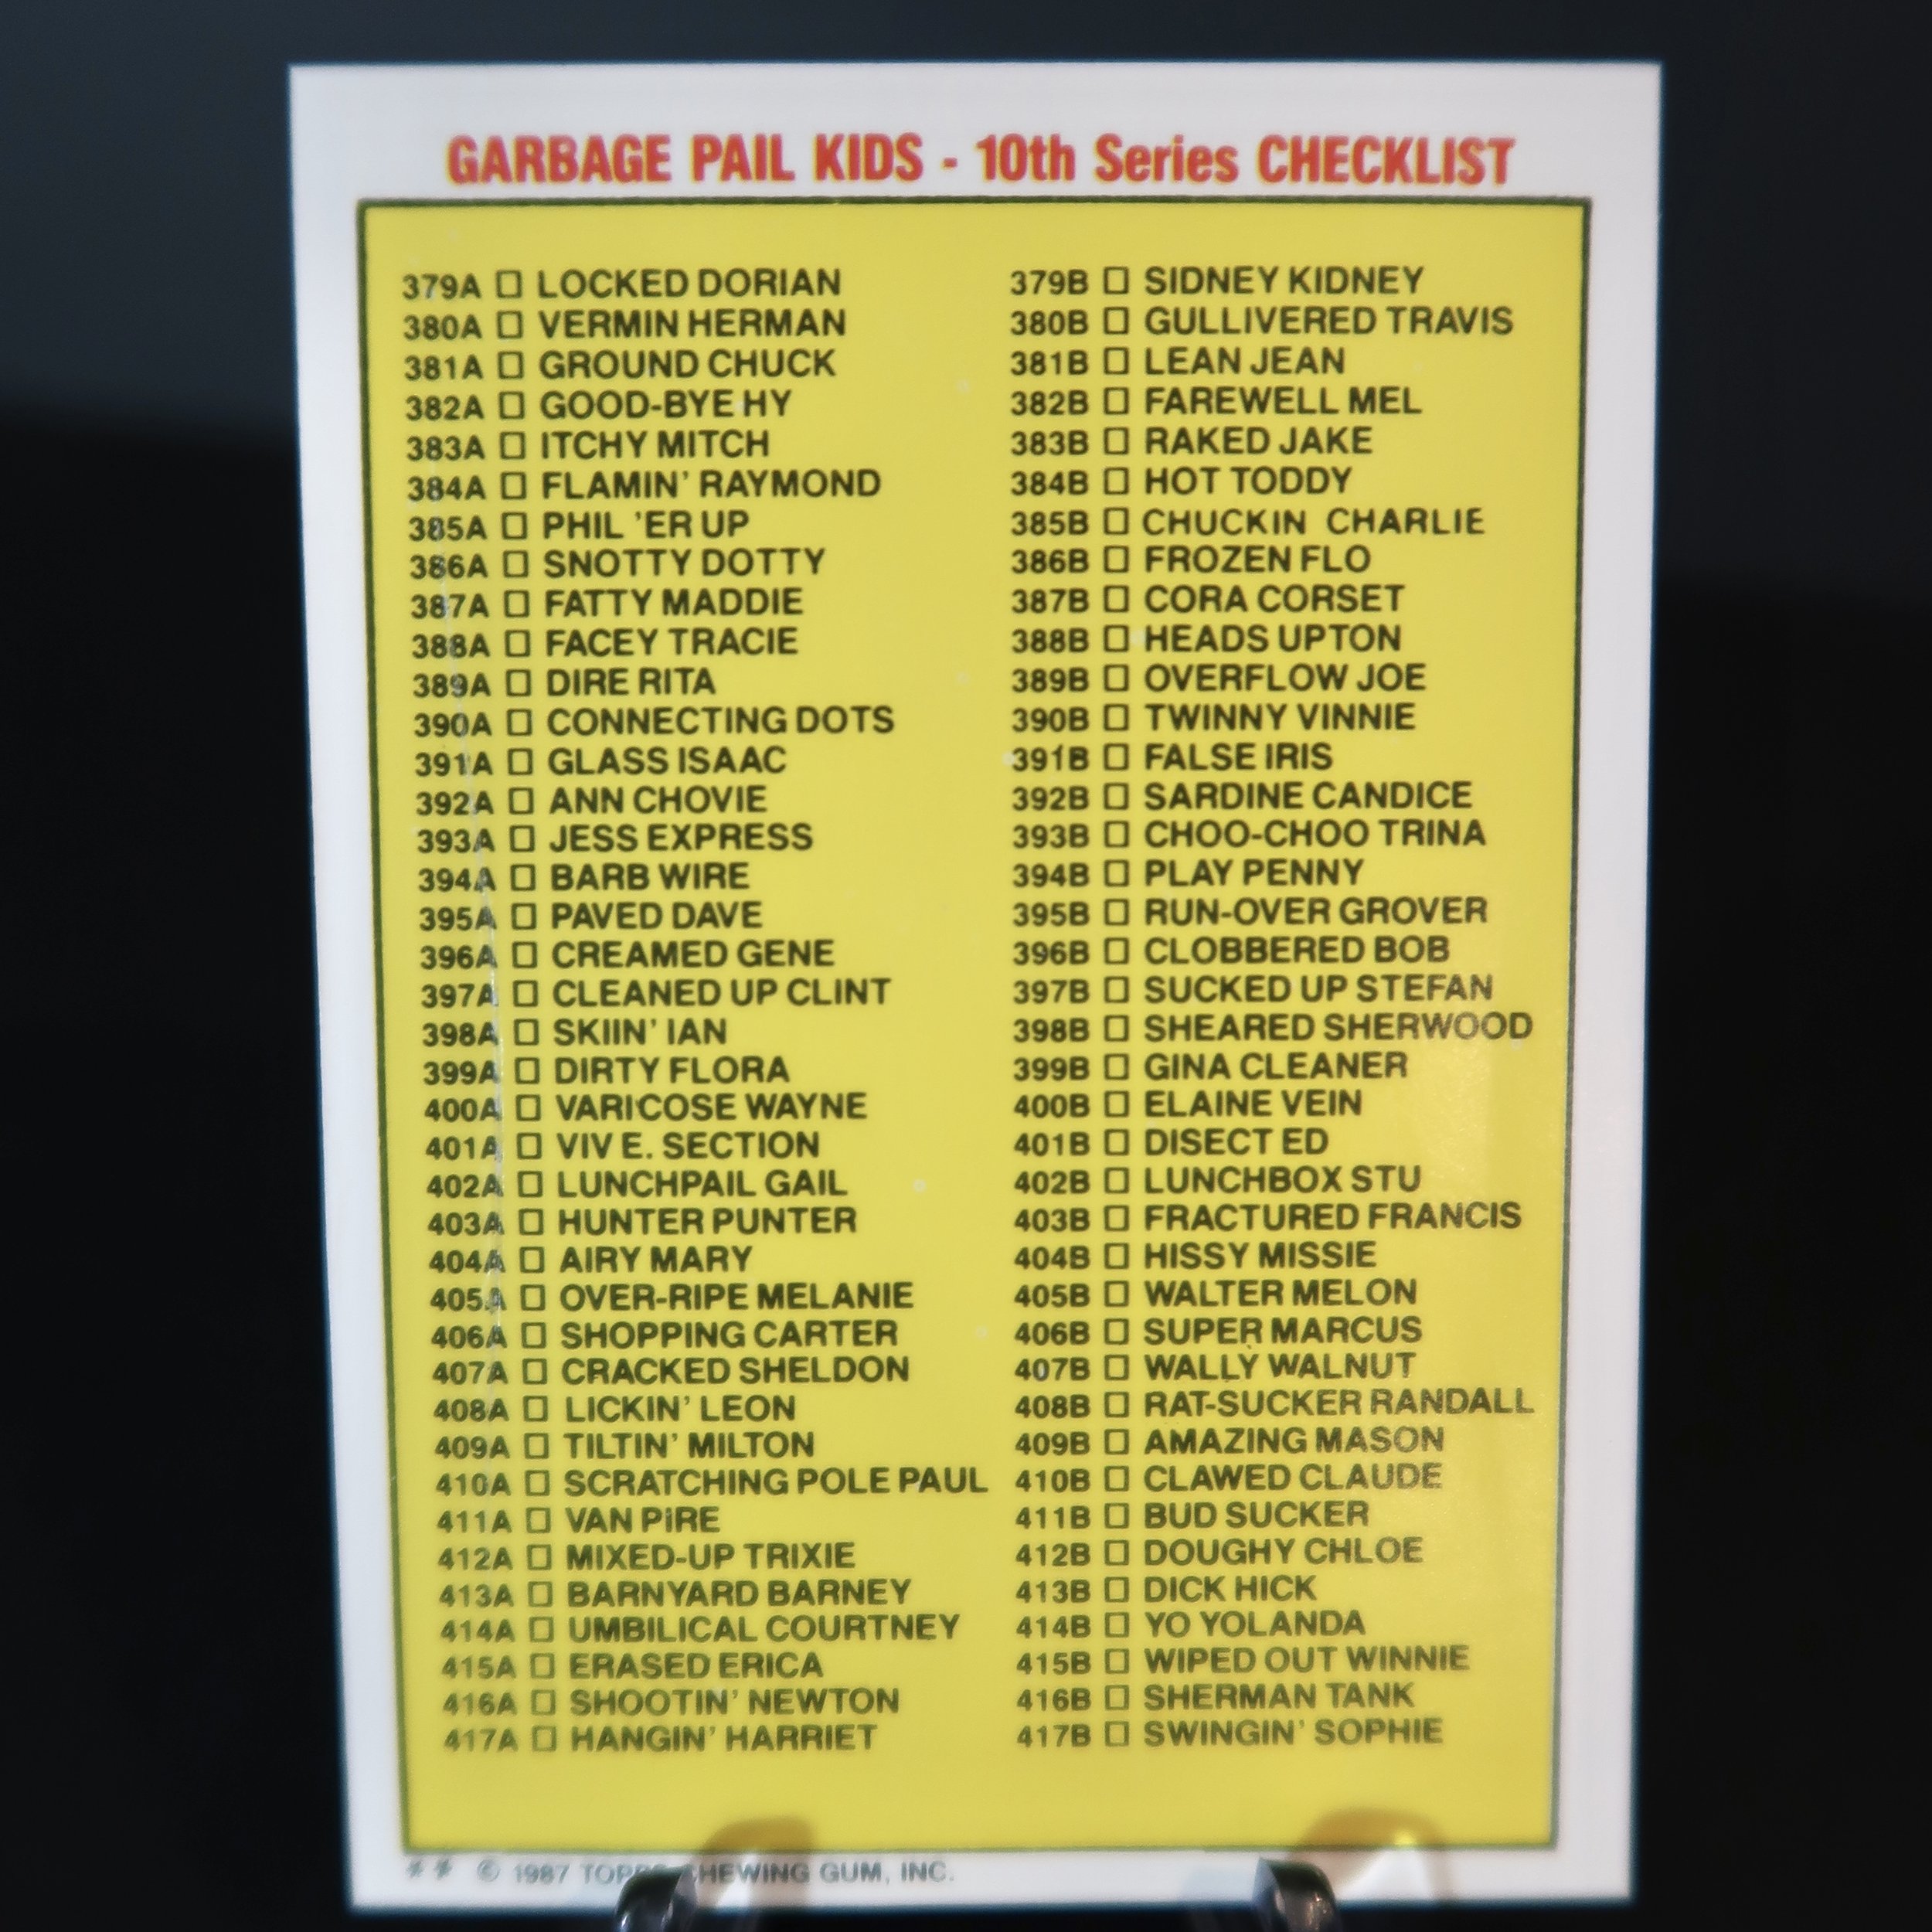 GARBAGE PAIL KIDS - 10th Series CHECKLIST
379A □ LOCKED DORIAN 379B □ SIDNEY KIDNEY
380A □ VERMIN HERMAN 380B □ GULLIVERED TRAVIS
381A □ GROUND CHUCK 381B □ LEAN JEAN
382A □ GOOD-BYE HY 382B □ FAREWELL MEL
383A □ ITCHY MITCH 383B □ RAKED JAKE
384A □ FLAMIN' RAYMOND 384B □ HOT TODDY
385A □ PHIL 'ER UP 385B □ CHUCKIN CHARLIE
386A □ SNOTTY DOTTY 386B □ FROZEN FLO
387A □ FATTY MADDIE 387B □ CORA CORSET
388A □ FACEY TRACIE 388B □ HEADS UPTON
389A □ DIRE RITA 389B □ OVERFLOW JOE
390A □ CONNECTING DOTS 390B □ TWINNY VINNIE
391A □ GLASS ISAAC 391B □ FALSE IRIS
392A □ ANN CHOVIE 392B □ SARDINE CANDICE
393A □ JESS EXPRESS 393B □ CHOO-CHOO TRINA
394A □ BARB WIRE 394B □ PLAY PENNY
395A □ PAVED DAVE 395B □ RUN-OVER GROVER
396A □ CREAMED GENE 396B □ CLOBBERED BOB
397A □ CLEANED UP CLINT 397B □ SUCKED UP STEFAN
398A □ SKIIN' IAN 398B □ SHEARED SHERWOOD
399A □ DIRTY FLORA 399B □ GINA CLEANER
400A □ VARICOSE WAYNE 400B □ ELAINE VEIN
401A □ VIV E. SECTION 401B □ DISECT ED
402A □ LUNCHPAIL GAIL 402B □ LUNCHBOX STU
403A □ HUNTER PUNTER 403B □ FRACTURED FRANCIS
404A □ AIRY MARY 404B □ HISSY MISSIE
405A □ OVER-RIPE MELANIE 405B □ WALTER MELON
406A □ SHOPPING CARTER 406B □ SUPER MARCUS
407A □ CRACKED SHELDON 407B □ WALLY WALNUT
408A □ LICKIN' LEON 408B □ RAT-SUCKER RANDALL
409A □ TILTIN' MILTON 409B □ AMAZING MASON
410A □ SCRATCHING POLE PAUL 410B □ CLAWED CLAUDE
411A □ VAN PIRE 411B □ BUD SUCKER
412A □ MIXED-UP TRIXIE 412B □ DOUGHY CHLOE
413A □ BARNYARD BARNEY 413B □ DICK HICK
414A □ UMBILICAL COURTNEY 414B □ YO YOLANDA
415A □ ERASED ERICA 415B □ WIPED OUT WINNIE
416A □ SHOOTIN' NEWTON 416B □ SHERMAN TANK
417A □ HANGIN' HARRIET 417B □ SWINGIN' SOPHIE
** © 1987 TOPPS CHEWING GUM, INC.